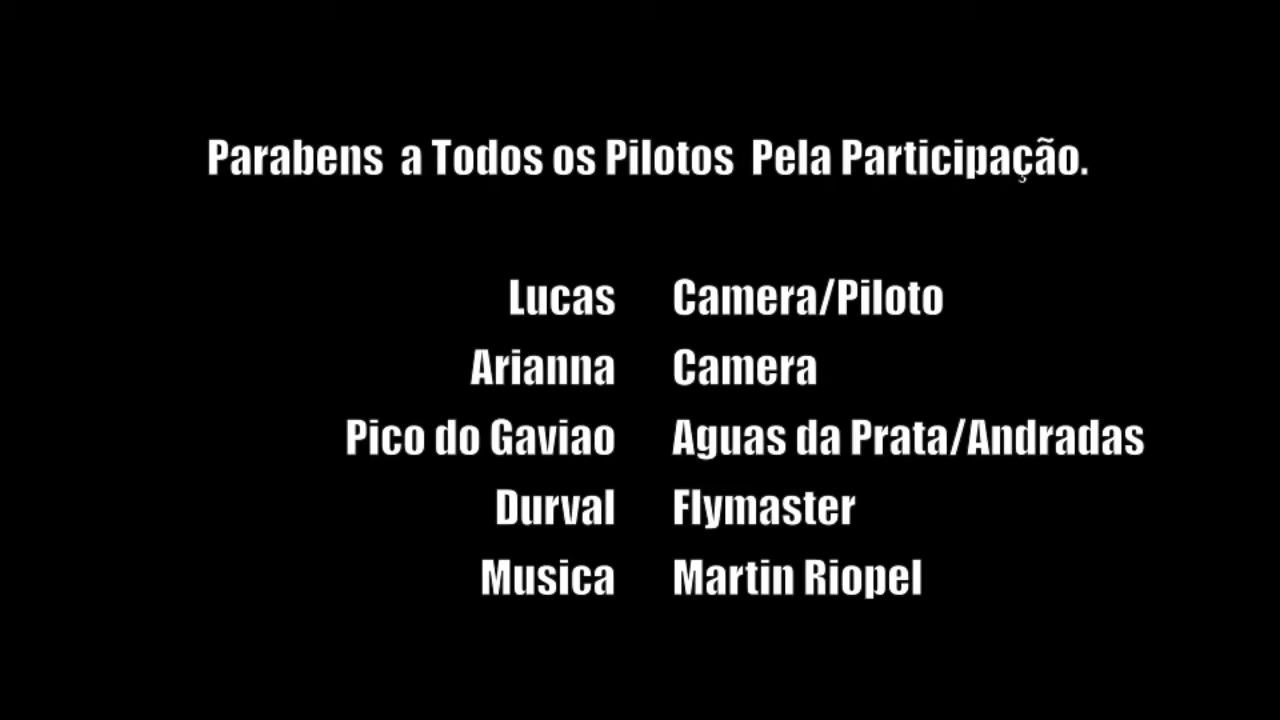 Parabens a Todos os Pilotos Pela Participação.
Lucas Camera/Piloto
Arianna Camera
Pico do Gaviao Aguas da Prata/Andradas
Durval Flymaster
Musica Martin Riopel